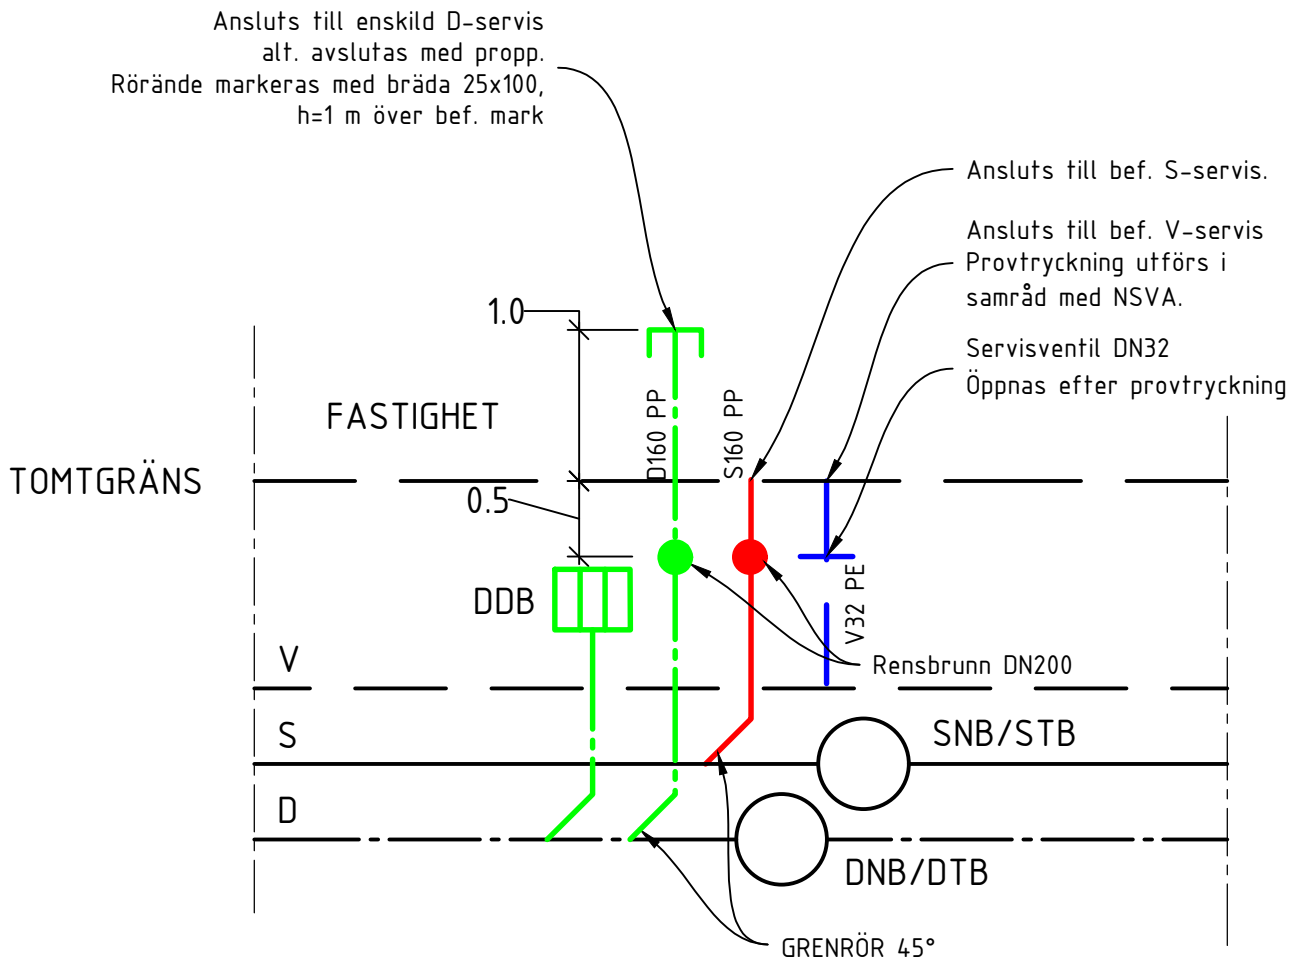 Ansluts till enskild D-servis
alt. avslutas med propp.
Rörände markeras med bräda 25x100,
h=1 m över bef. mark
Ansluts till bef. S-servis.
Ansluts till bef. V-servis
Provtryckning utförs i
samråd med NSVA.
Servisventil DN32
Öppnas efter provtryckning
1.0
FASTIGHET
D160 PP
S160 PP
TOMTGRÄNS
0.5
DDB
V32 PE
V
Rensbrunn DN200
S
SNB/STB
D
DNB/DTB
GRENRÖR 45°